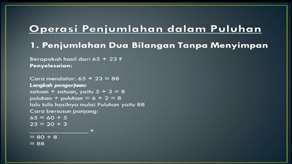 Operasi Penjumlahan dalam Puluhan
1. Penjumlahan Dua Bilangan Tanpa Menyimpan
Berapakah hasil dari 65 + 23 ?
Penyelesaian:
Cara mendatar: 65 + 23 = 88
Langkah pengerjaan:
satuan + satuan, yaitu 5 + 3 = 8
puluhan + puluhan = 6 + 2 = 8
lalu tulis hasilnya mulai Puluhan yaitu 88
Cara bersusun panjang:
65 = 60 + 5
23 = 20 + 3
____________________ +
= 80 + 8
= 88